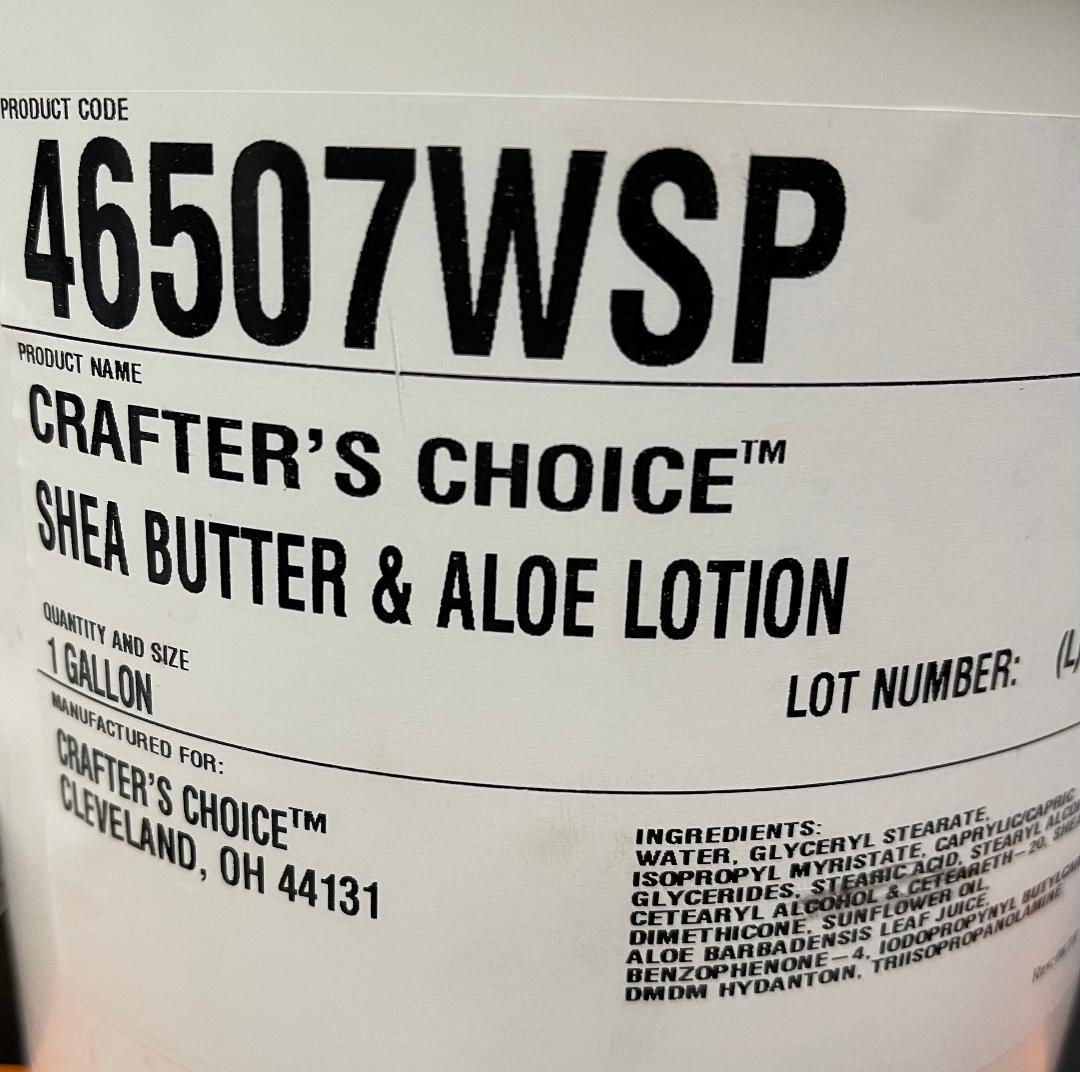 PRODUCT CODE
46507WSP
PRODUCT NAME
CRAFTER'S CHOICE™
SHEA BUTTER & ALOE LOTION
QUANTITY AND SIZE
1 GALLON
LOT NUMBER:
MANUFACTURED FOR:
CRAFTER'S CHOICE™
CLEVELAND, OH 44131
INGREDIENTS:
WATER, GLYCERYL STEARATE,
ISOPROPYL MYRISTATE, CAPRYLIC/CAPRIC
GLYCERIDES, STEARIC ACID, STEARYL
CETEARYL ALCOHOL & CETEARETH-20,
DIMETHICONE, SUNFLOWER OIL,
ALOE BARBADENSIS LEAF JUICE,
BENZOPHENONE-4, IODOPROPYNYL
DMDM HYDANTOIN, TRIISOPROPANOLAMINE